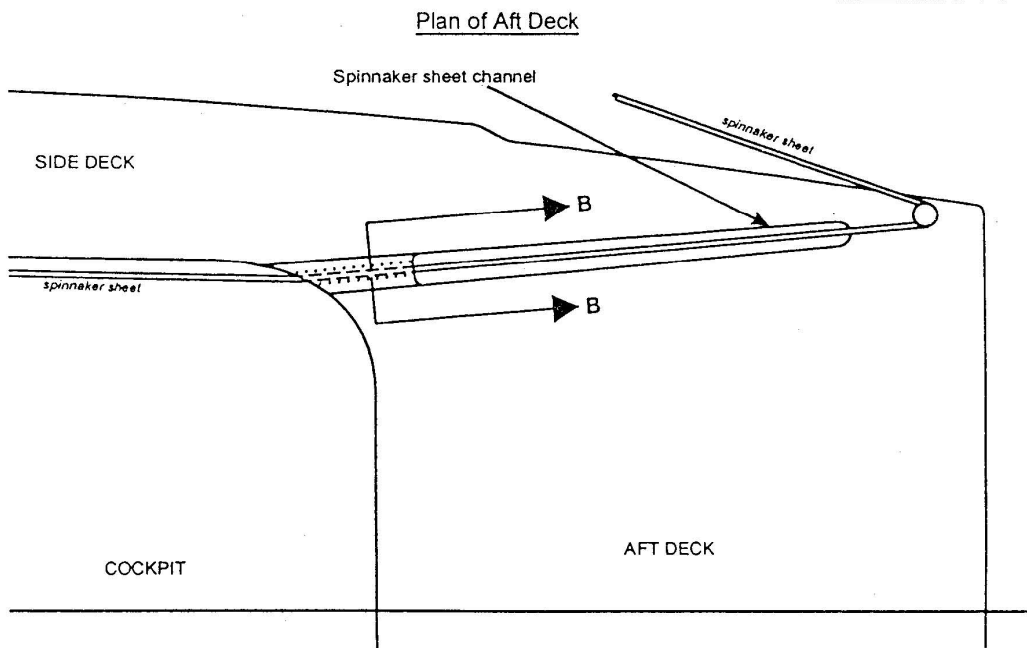 Plan of Aft Deck
Spinnaker sheet channel
spinnaker sheet
SIDE DECK
B
spinnaker sheet
B
AFT DECK
COCKPIT